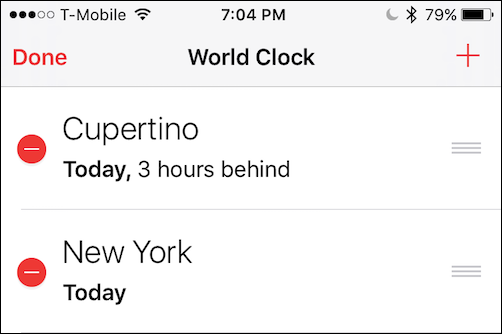 T-Mobile 7:04 PM 79%
Done World Clock
Cupertino
Today, 3 hours behind
New York
Today